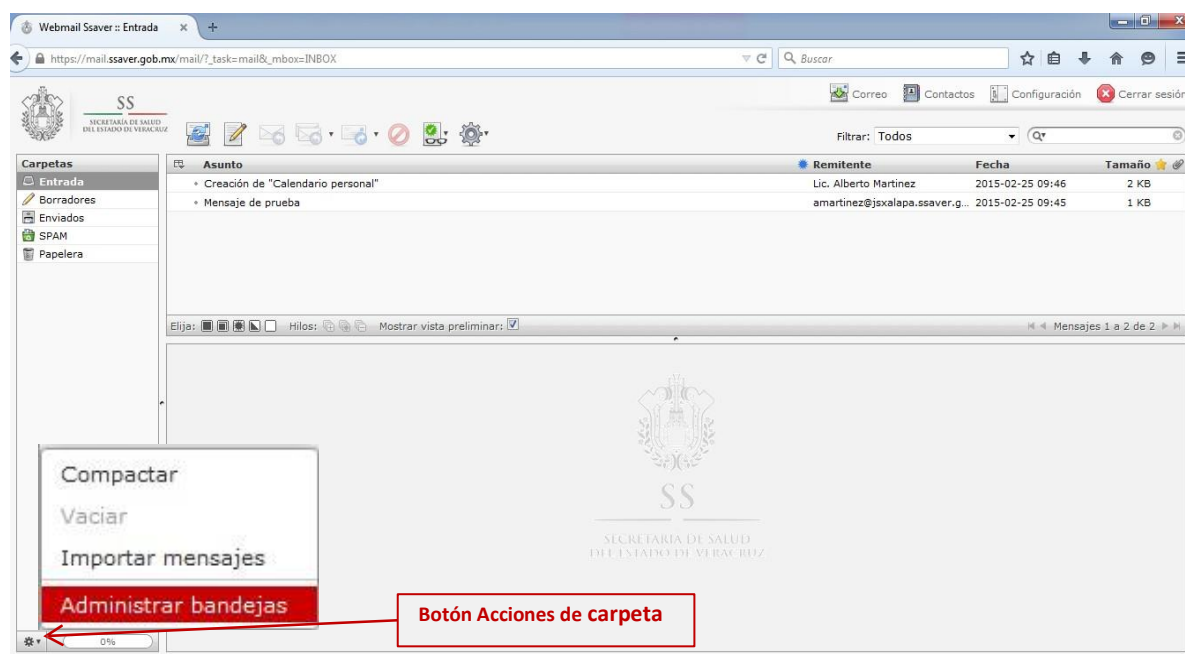 Webmail Ssaver :: Entrada
https://mail.ssaver.gob.mx/mail/?_task=mail&_mbox=INBOX
Buscar
SS
SECRETARÍA DE SALUD
DEL ESTADO DE VERACRUZ
Correo Contactos Configuración Cerrar sesión
Filtrar: Todos
Carpetas
Entrada
Borradores
Enviados
SPAM
Papelera
Asunto Remitente Fecha Tamaño
Creación de "Calendario personal" Lic. Alberto Martinez 2015-02-25 09:46 2 KB
Mensaje de prueba amartinez@jsxalapa.ssaver.g... 2015-02-25 09:45 1 KB
Elija: Hilos: Mostrar vista preliminar: Mensajes 1 a 2 de 2
SS
SECRETARÍA DE SALUD
DEL ESTADO DE VERACRUZ
Compactar
Vaciar
Importar mensajes
Administrar bandejas
Botón Acciones de carpeta
0%